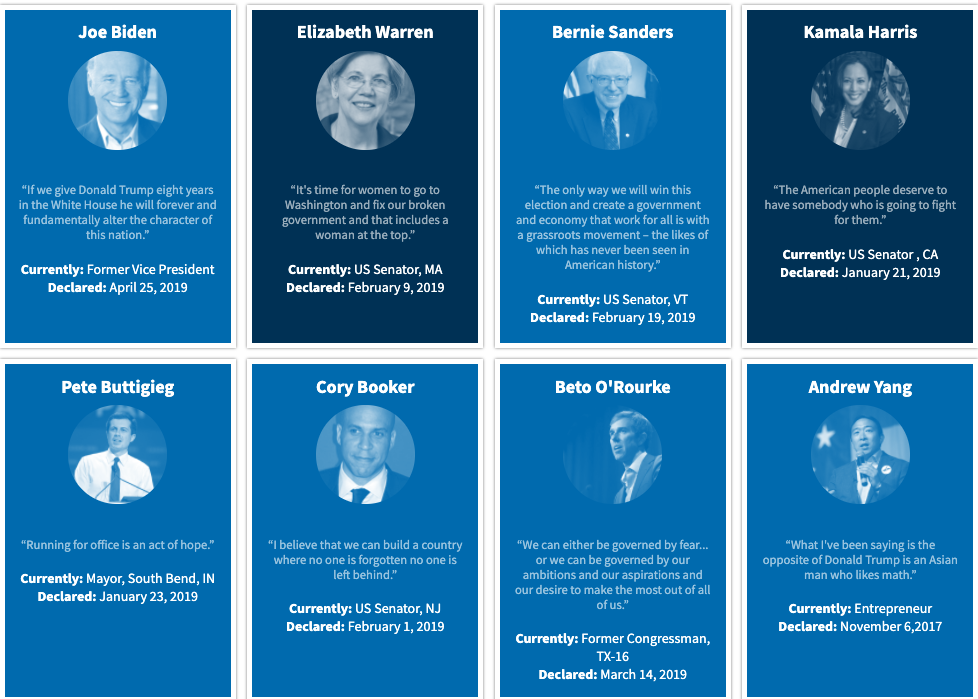 Joe Biden
“If we give Donald Trump eight years
in the White House he will forever and
fundamentally alter the character of
this nation.”
Currently: Former Vice President
Declared: April 25, 2019
Elizabeth Warren
“It's time for women to go to
Washington and fix our broken
government and that includes a
woman at the top.”
Currently: US Senator, MA
Declared: February 9, 2019
Bernie Sanders
“The only way we will win this
election and create a government
and economy that work for all is with
a grassroots movement – the likes of
which has never been seen in
American history.”
Currently: US Senator, VT
Declared: February 19, 2019
Kamala Harris
“The American people deserve to
have somebody who is going to fight
for them.”
Currently: US Senator , CA
Declared: January 21, 2019
Pete Buttigieg
“Running for office is an act of hope.”
Currently: Mayor, South Bend, IN
Declared: January 23, 2019
Cory Booker
“I believe that we can build a country
where no one is forgotten no one is
left behind.”
Currently: US Senator, NJ
Declared: February 1, 2019
Beto O'Rourke
“We can either be governed by fear...
or we can be governed by our
ambitions and our aspirations and
our desire to make the most out of all
of us.”
Currently: Former Congressman,
TX-16
Declared: March 14, 2019
Andrew Yang
“What I've been saying is the
opposite of Donald Trump is an Asian
man who likes math.”
Currently: Entrepreneur
Declared: November 6,2017